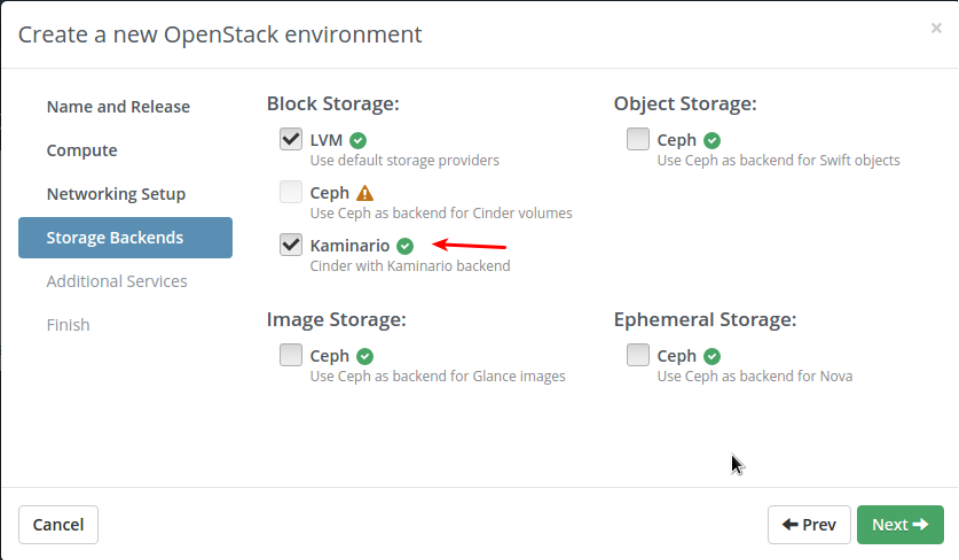 Create a new OpenStack environment
×
Name and Release
Compute
Networking Setup
Storage Backends
Additional Services
Finish
Block Storage:
LVM
Use default storage providers
Ceph
Use Ceph as backend for Cinder volumes
Kaminario
Cinder with Kaminario backend
Object Storage:
Ceph
Use Ceph as backend for Swift objects
Image Storage:
Ceph
Use Ceph as backend for Glance images
Ephemeral Storage:
Ceph
Use Ceph as backend for Nova
Cancel
Prev
Next